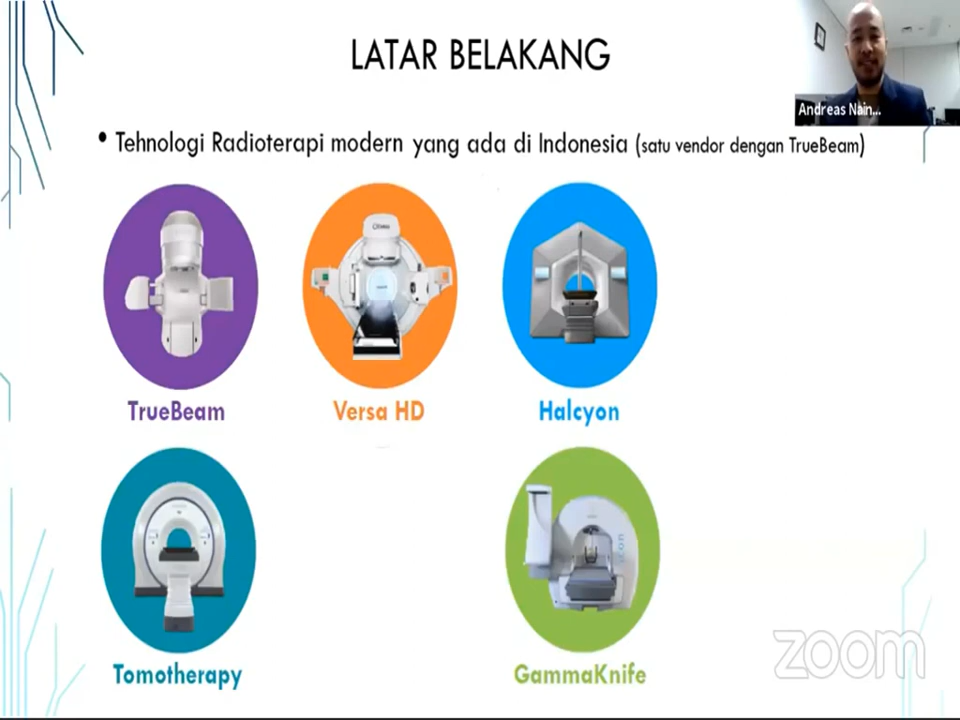 LATAR BELAKANG
Andreas Nain...
• Tehnologi Radioterapi modern yang ada di Indonesia (satu vendor dengan TrueBeam)
TrueBeam
Versa HD
Halcyon
Tomotherapy
GammaKnife
zoom